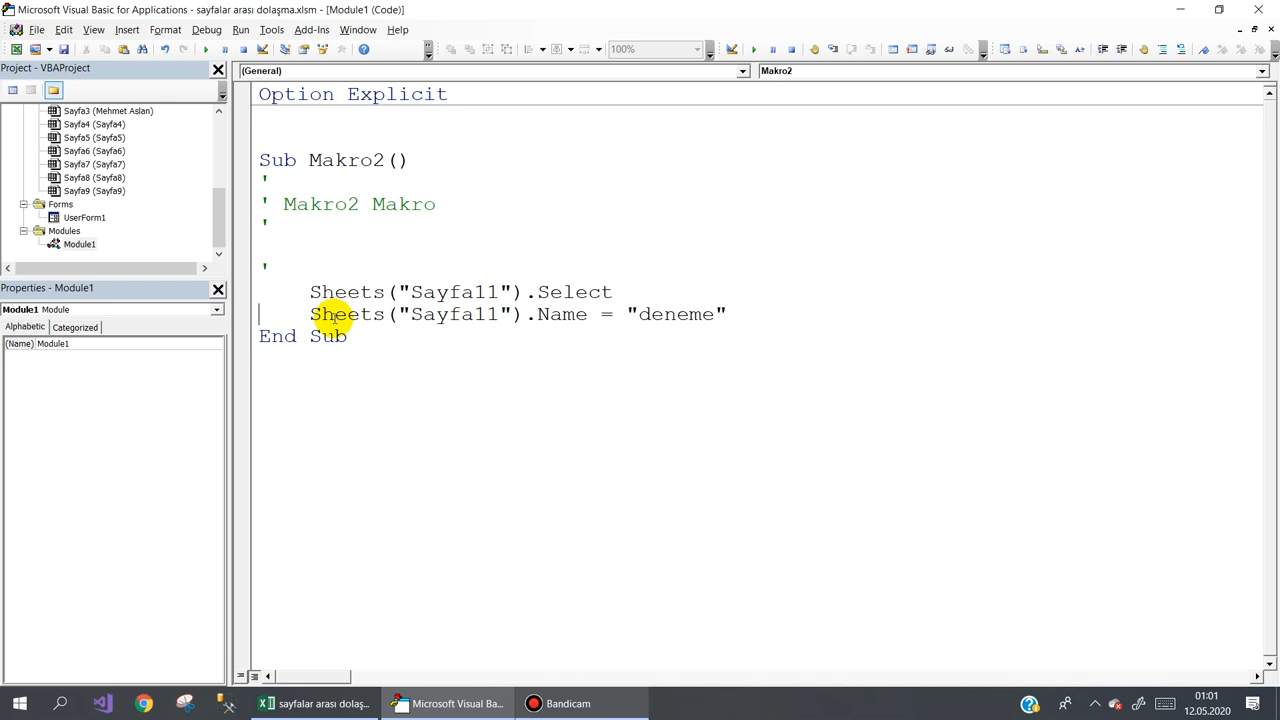 Microsoft Visual Basic for Applications - sayfalar arası dolaşma.xlsm - [Module1 (Code)]
File Edit View Insert Format Debug Run Tools Add-Ins Window Help
100%
Project - VBAProject
(General)
Makro2
Sayfa3 (Mehmet Aslan)
Sayfa4 (Sayfa4)
Sayfa5 (Sayfa5)
Sayfa6 (Sayfa6)
Sayfa7 (Sayfa7)
Sayfa8 (Sayfa8)
Sayfa9 (Sayfa9)
Forms
UserForm1
Modules
Module1
Properties - Module1
Module1 Module
Alphabetic Categorized
(Name) Module1
Option Explicit
Sub Makro2()
'
' Makro2 Makro
'
'
Sheets("Sayfa11").Select
Sheets("Sayfa11").Name = "deneme"
End Sub
sayfalar arası dolaş...
Microsoft Visual Ba...
Bandicam
01:01
12.05.2020